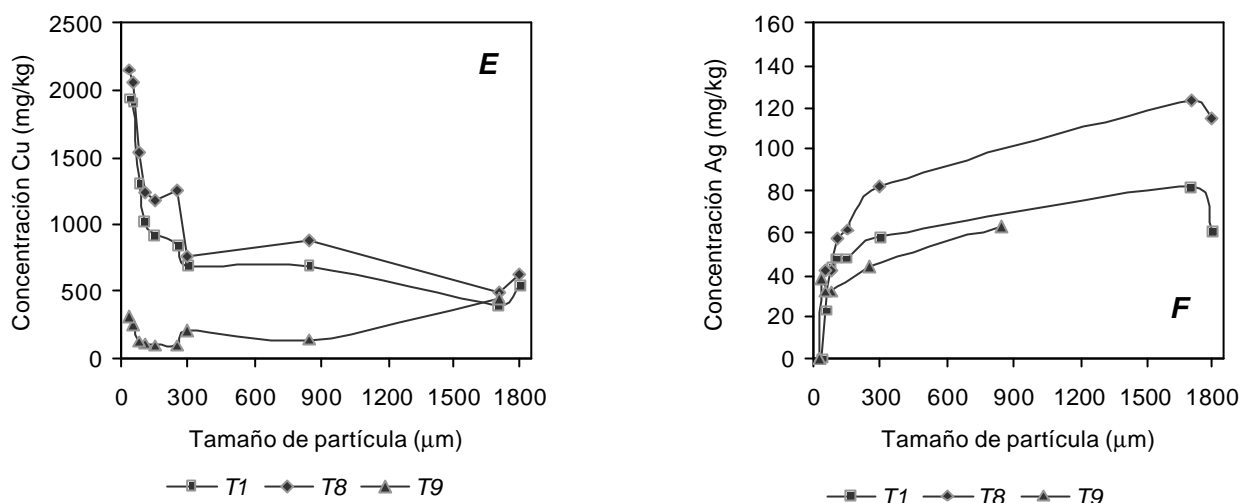 2500
2000
1500
1000
500
0
Concentración Cu (mg/kg)
E
0 300 600 900 1200 1500 1800
Tamaño de partícula (μm)
T1 T8 T9
160
140
120
100
80
60
40
20
0
Concentración Ag (mg/kg)
F
0 300 600 900 1200 1500 1800
Tamaño de partícula (μm)
T1 T8 T9